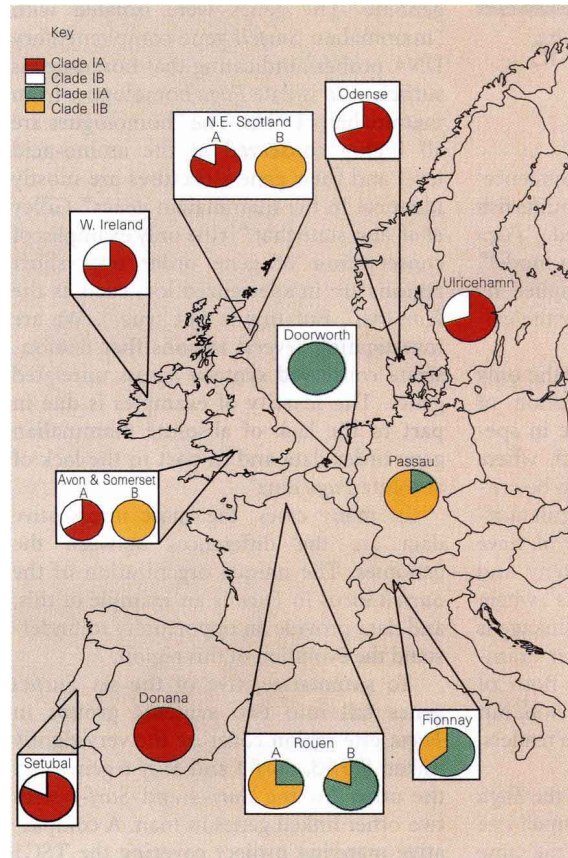 Key
Clade IA
Clade IB
Clade IIA
Clade IIB
Odense
N.E. Scotland
A B
W. Ireland
Ulricehamn
Doorworth
Passau
Avon & Somerset
A B
Donana
Setubal
Rouen
A B
Fionnay